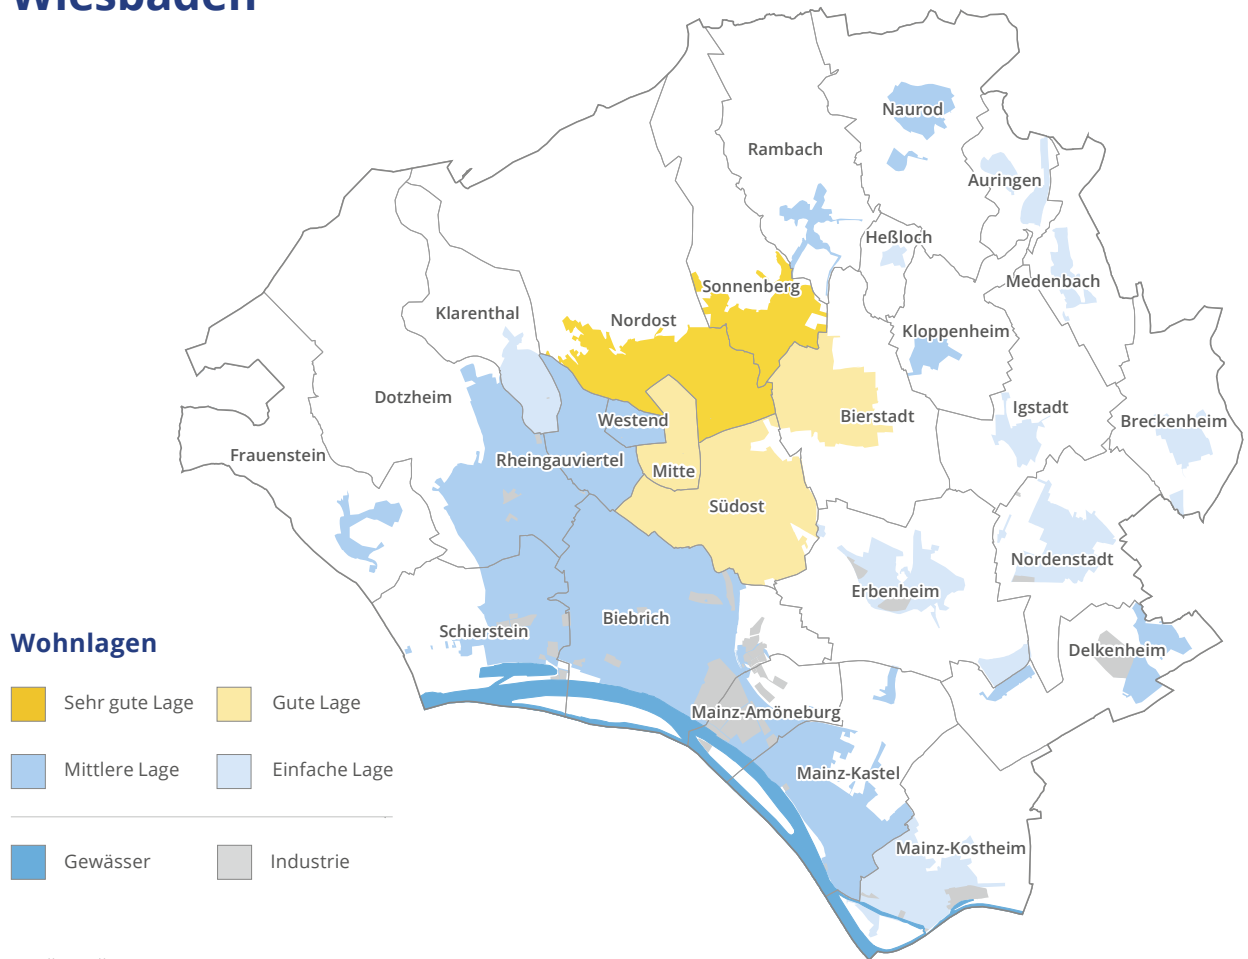 Wiesbaden
Naurod
Rambach
Auringen
Heßloch
Medenbach
Sonnenberg
Klarenthal
Nordost
Kloppenheim
Dotzheim
Igstadt
Bierstadt
Westend
Breckenheim
Frauenstein
Rheingauviertel
Mitte
Südost
Nordenstadt
Erbenheim
Biebrich
Schierstein
Delkenheim
Mainz-Amöneburg
Mainz-Kastel
Mainz-Kostheim
Wohnlagen
Sehr gute Lage
Gute Lage
Mittlere Lage
Einfache Lage
Gewässer
Industrie